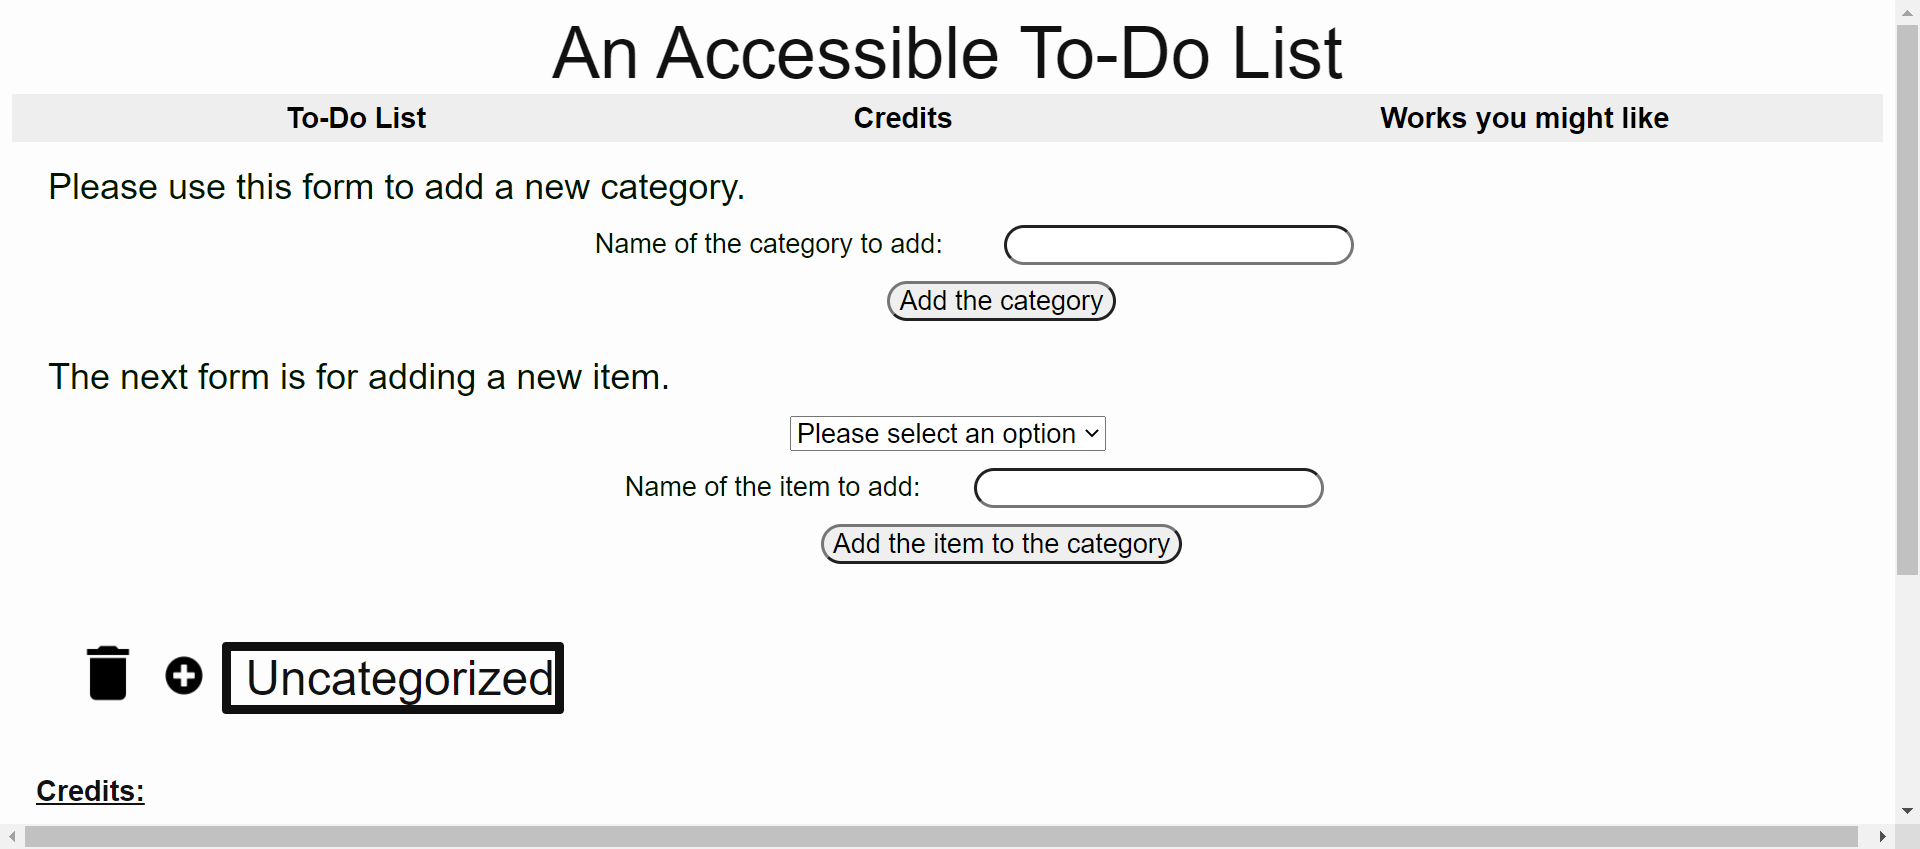 An Accessible To-Do List
To-Do List Credits Works you might like
Please use this form to add a new category.
Name of the category to add:
Add the category
The next form is for adding a new item.
Please select an option
Name of the item to add:
Add the item to the category
Uncategorized
Credits: